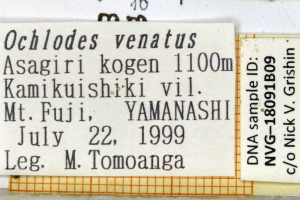 Ochlodes venatus
Asagiri kogen 1100m
Kamikuishiki vil.
Mt. Fuji, YAMANASHI
July 22, 1999
Leg. M. Tomoanga
DNA sample ID:
NVG-18091B09
c/o Nick V. Grishin